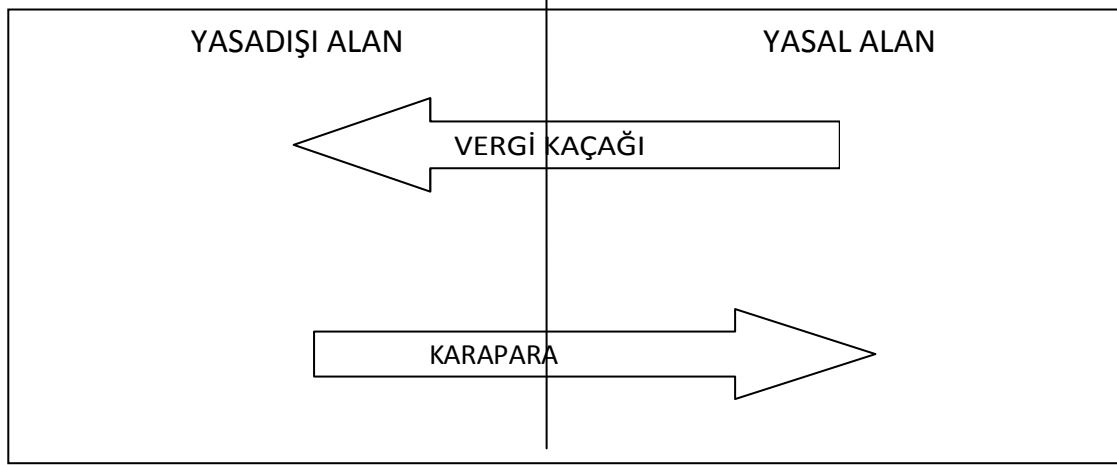 YASADIŞI ALAN
YASAL ALAN
VERGİ KAÇAĞI
KARAPARA